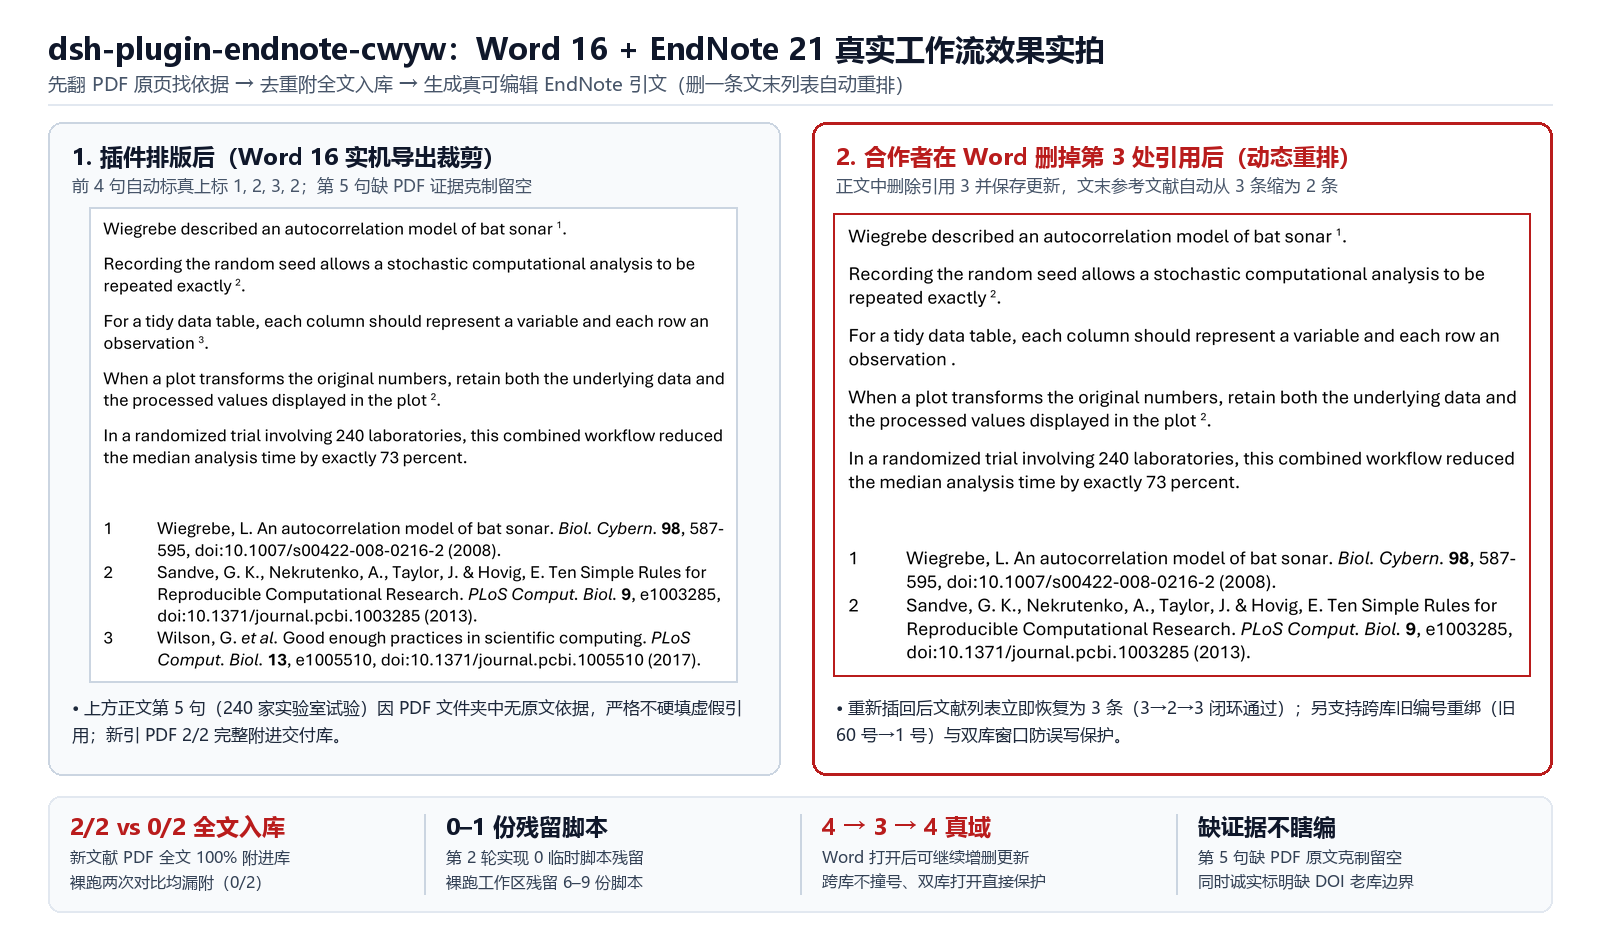 dsh-plugin-endnote-cwyw：Word 16 + EndNote 21 真实工作流效果实拍
先翻 PDF 原页找依据 → 去重附全文入库 → 生成真可编辑 EndNote 引文（删一条文末列表自动重排）
1. 插件排版后（Word 16 实机导出裁剪）
前 4 句自动标真上标 1, 2, 3, 2；第 5 句缺 PDF 证据克制留空
Wiegrebe described an autocorrelation model of bat sonar ¹.
Recording the random seed allows a stochastic computational analysis to be
repeated exactly ².
For a tidy data table, each column should represent a variable and each row an
observation ³.
When a plot transforms the original numbers, retain both the underlying data and
the processed values displayed in the plot ².
In a randomized trial involving 240 laboratories, this combined workflow reduced
the median analysis time by exactly 73 percent.
1 Wiegrebe, L. An autocorrelation model of bat sonar. Biol. Cybern. 98, 587-
595, doi:10.1007/s00422-008-0216-2 (2008).
2 Sandve, G. K., Nekrutenko, A., Taylor, J. & Hovig, E. Ten Simple Rules for
Reproducible Computational Research. PLoS Comput. Biol. 9, e1003285,
doi:10.1371/journal.pcbi.1003285 (2013).
3 Wilson, G. et al. Good enough practices in scientific computing. PLoS
Comput. Biol. 13, e1005510, doi:10.1371/journal.pcbi.1005510 (2017).
• 上方正文第 5 句（240 家实验室试验）因 PDF 文件夹中无原文依据，严格不硬填虚假引
用；新引 PDF 2/2 完整附进交付库。
2. 合作者在 Word 删掉第 3 处引用后（动态重排）
正文中删除引用 3 并保存更新，文末参考文献自动从 3 条缩为 2 条
Wiegrebe described an autocorrelation model of bat sonar ¹.
Recording the random seed allows a stochastic computational analysis to be
repeated exactly ².
For a tidy data table, each column should represent a variable and each row an
observation .
When a plot transforms the original numbers, retain both the underlying data and
the processed values displayed in the plot ².
In a randomized trial involving 240 laboratories, this combined workflow reduced
the median analysis time by exactly 73 percent.
1 Wiegrebe, L. An autocorrelation model of bat sonar. Biol. Cybern. 98, 587-
595, doi:10.1007/s00422-008-0216-2 (2008).
2 Sandve, G. K., Nekrutenko, A., Taylor, J. & Hovig, E. Ten Simple Rules for
Reproducible Computational Research. PLoS Comput. Biol. 9, e1003285,
doi:10.1371/journal.pcbi.1003285 (2013).
• 重新插回后文献列表立即恢复为 3 条（3→2→3 闭环通过）；另支持跨库旧编号重绑（旧
60 号→1 号）与双库窗口防误写保护。
2/2 vs 0/2 全文入库
新文献 PDF 全文 100% 附进库
裸跑两次对比均漏附（0/2）
0–1 份残留脚本
第 2 轮实现 0 临时脚本残留
裸跑工作区残留 6–9 份脚本
4 → 3 → 4 真域
Word 打开后可继续增删更新
跨库不撞号、双库打开直接保护
缺证据不瞎编
第 5 句缺 PDF 原文克制留空
同时诚实标明缺 DOI 老库边界